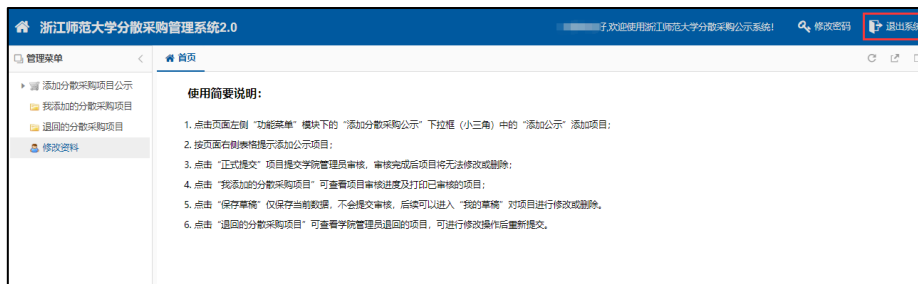 浙江师范大学分散采购管理系统2.0
子,欢迎使用浙江师范大学分散采购公示系统!
修改密码
退出系统
管理菜单
首页
添加分散采购项目公示
我添加的分散采购项目
退回的分散采购项目
修改资料
使用简要说明：
1. 点击页面左侧“功能菜单”模块下的“添加分散采购公示”下拉框（小三角）中的“添加公示”添加项目；
2. 按页面右侧表格提示添加公示项目；
3. 点击“正式提交”项目提交学院管理员审核，审核完成后项目将无法修改或删除；
4. 点击“我添加的分散采购项目”可查看项目审核进度及打印已审核的项目；
5. 点击“保存草稿”仅保存当前数据，不会提交审核，后续可以进入“我的草稿”对项目进行修改或删除。
6. 点击“退回的分散采购项目”可查看学院管理员退回的项目，可进行修改操作后重新提交。